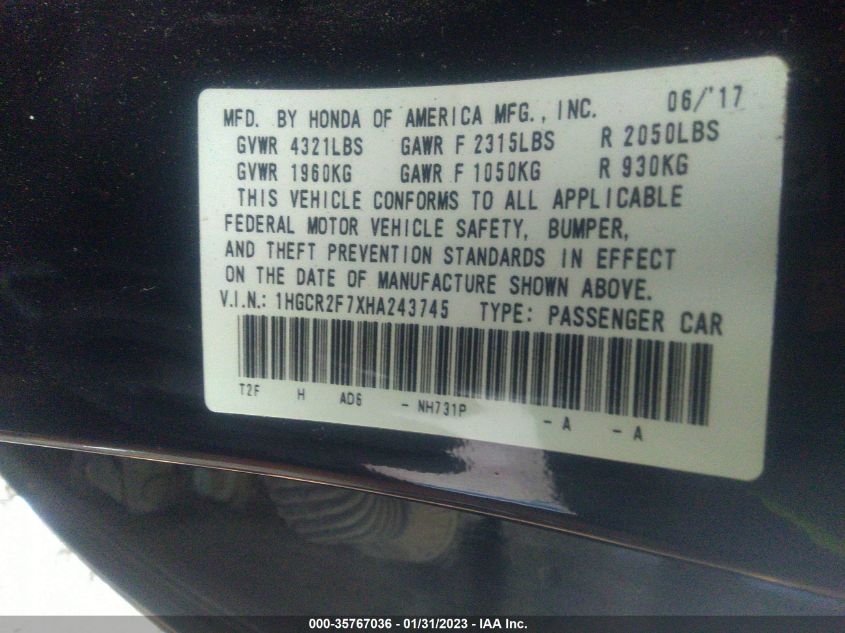 MFD. BY HONDA OF AMERICA MFG., INC. 06/'17
GVWR 4321LBS GAWR F 2315LBS R 2050LBS
GVWR 1960KG GAWR F 1050KG R 930KG
THIS VEHICLE CONFORMS TO ALL APPLICABLE
FEDERAL MOTOR VEHICLE SAFETY, BUMPER,
AND THEFT PREVENTION STANDARDS IN EFFECT
ON THE DATE OF MANUFACTURE SHOWN ABOVE.
V.I.N.: 1HGCR2F7XHA243745 TYPE: PASSENGER CAR
T2F H AD6 - NH731P - A - A
000-35767036 - 01/31/2023 - IAA Inc.